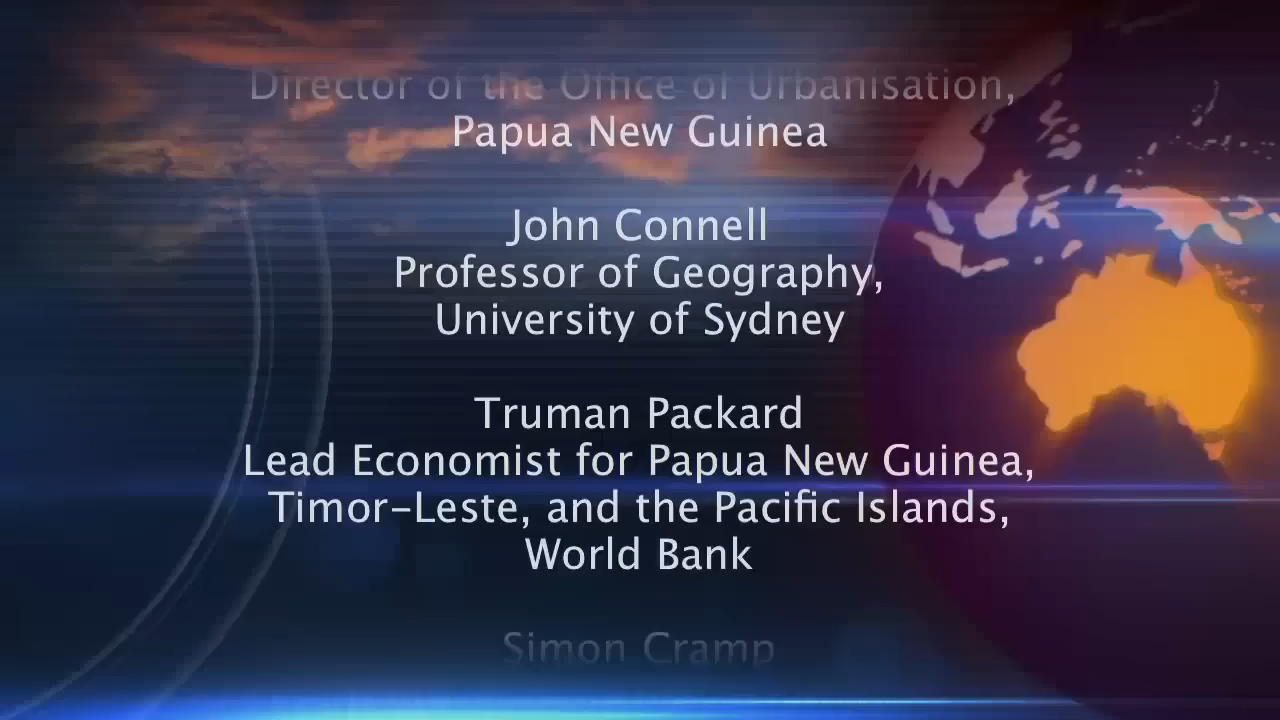 Director of the Office of Urbanisation,
Papua New Guinea
John Connell
Professor of Geography,
University of Sydney
Truman Packard
Lead Economist for Papua New Guinea,
Timor-Leste, and the Pacific Islands,
World Bank
Simon Cramp